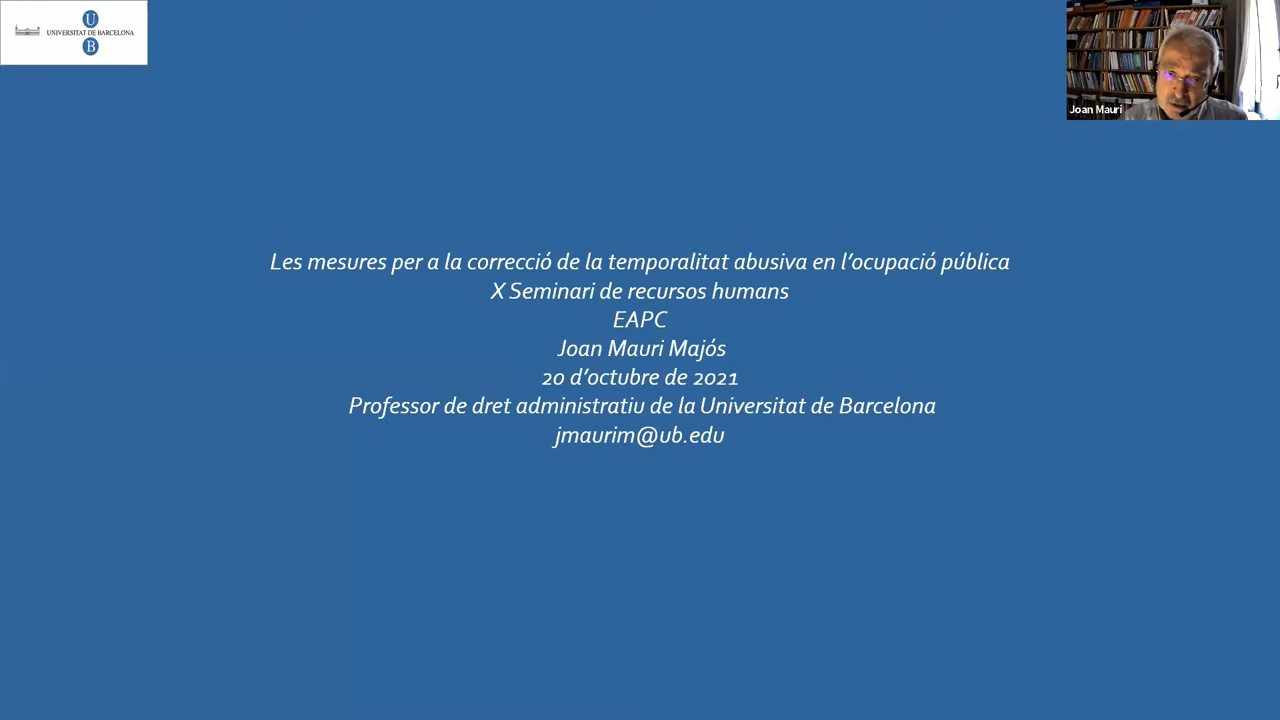 U
UNIVERSITAT DE BARCELONA
B
Joan Mauri
Les mesures per a la correcció de la temporalitat abusiva en l’ocupació pública
X Seminari de recursos humans
EAPC
Joan Mauri Majós
20 d’octubre de 2021
Professor de dret administratiu de la Universitat de Barcelona
jmaurim@ub.edu